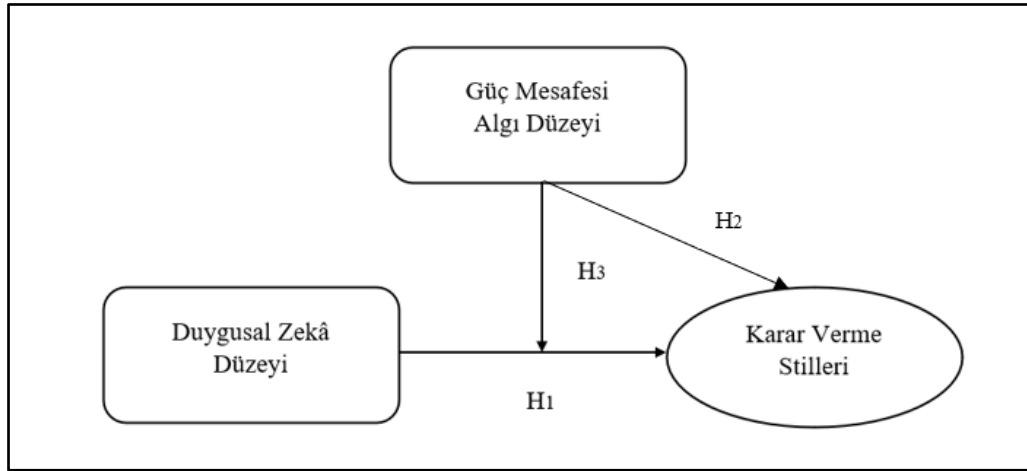 Güç Mesafesi
Algı Düzeyi
H2
H3
Duygusal Zekâ
Düzeyi
Karar Verme
Stilleri
H1